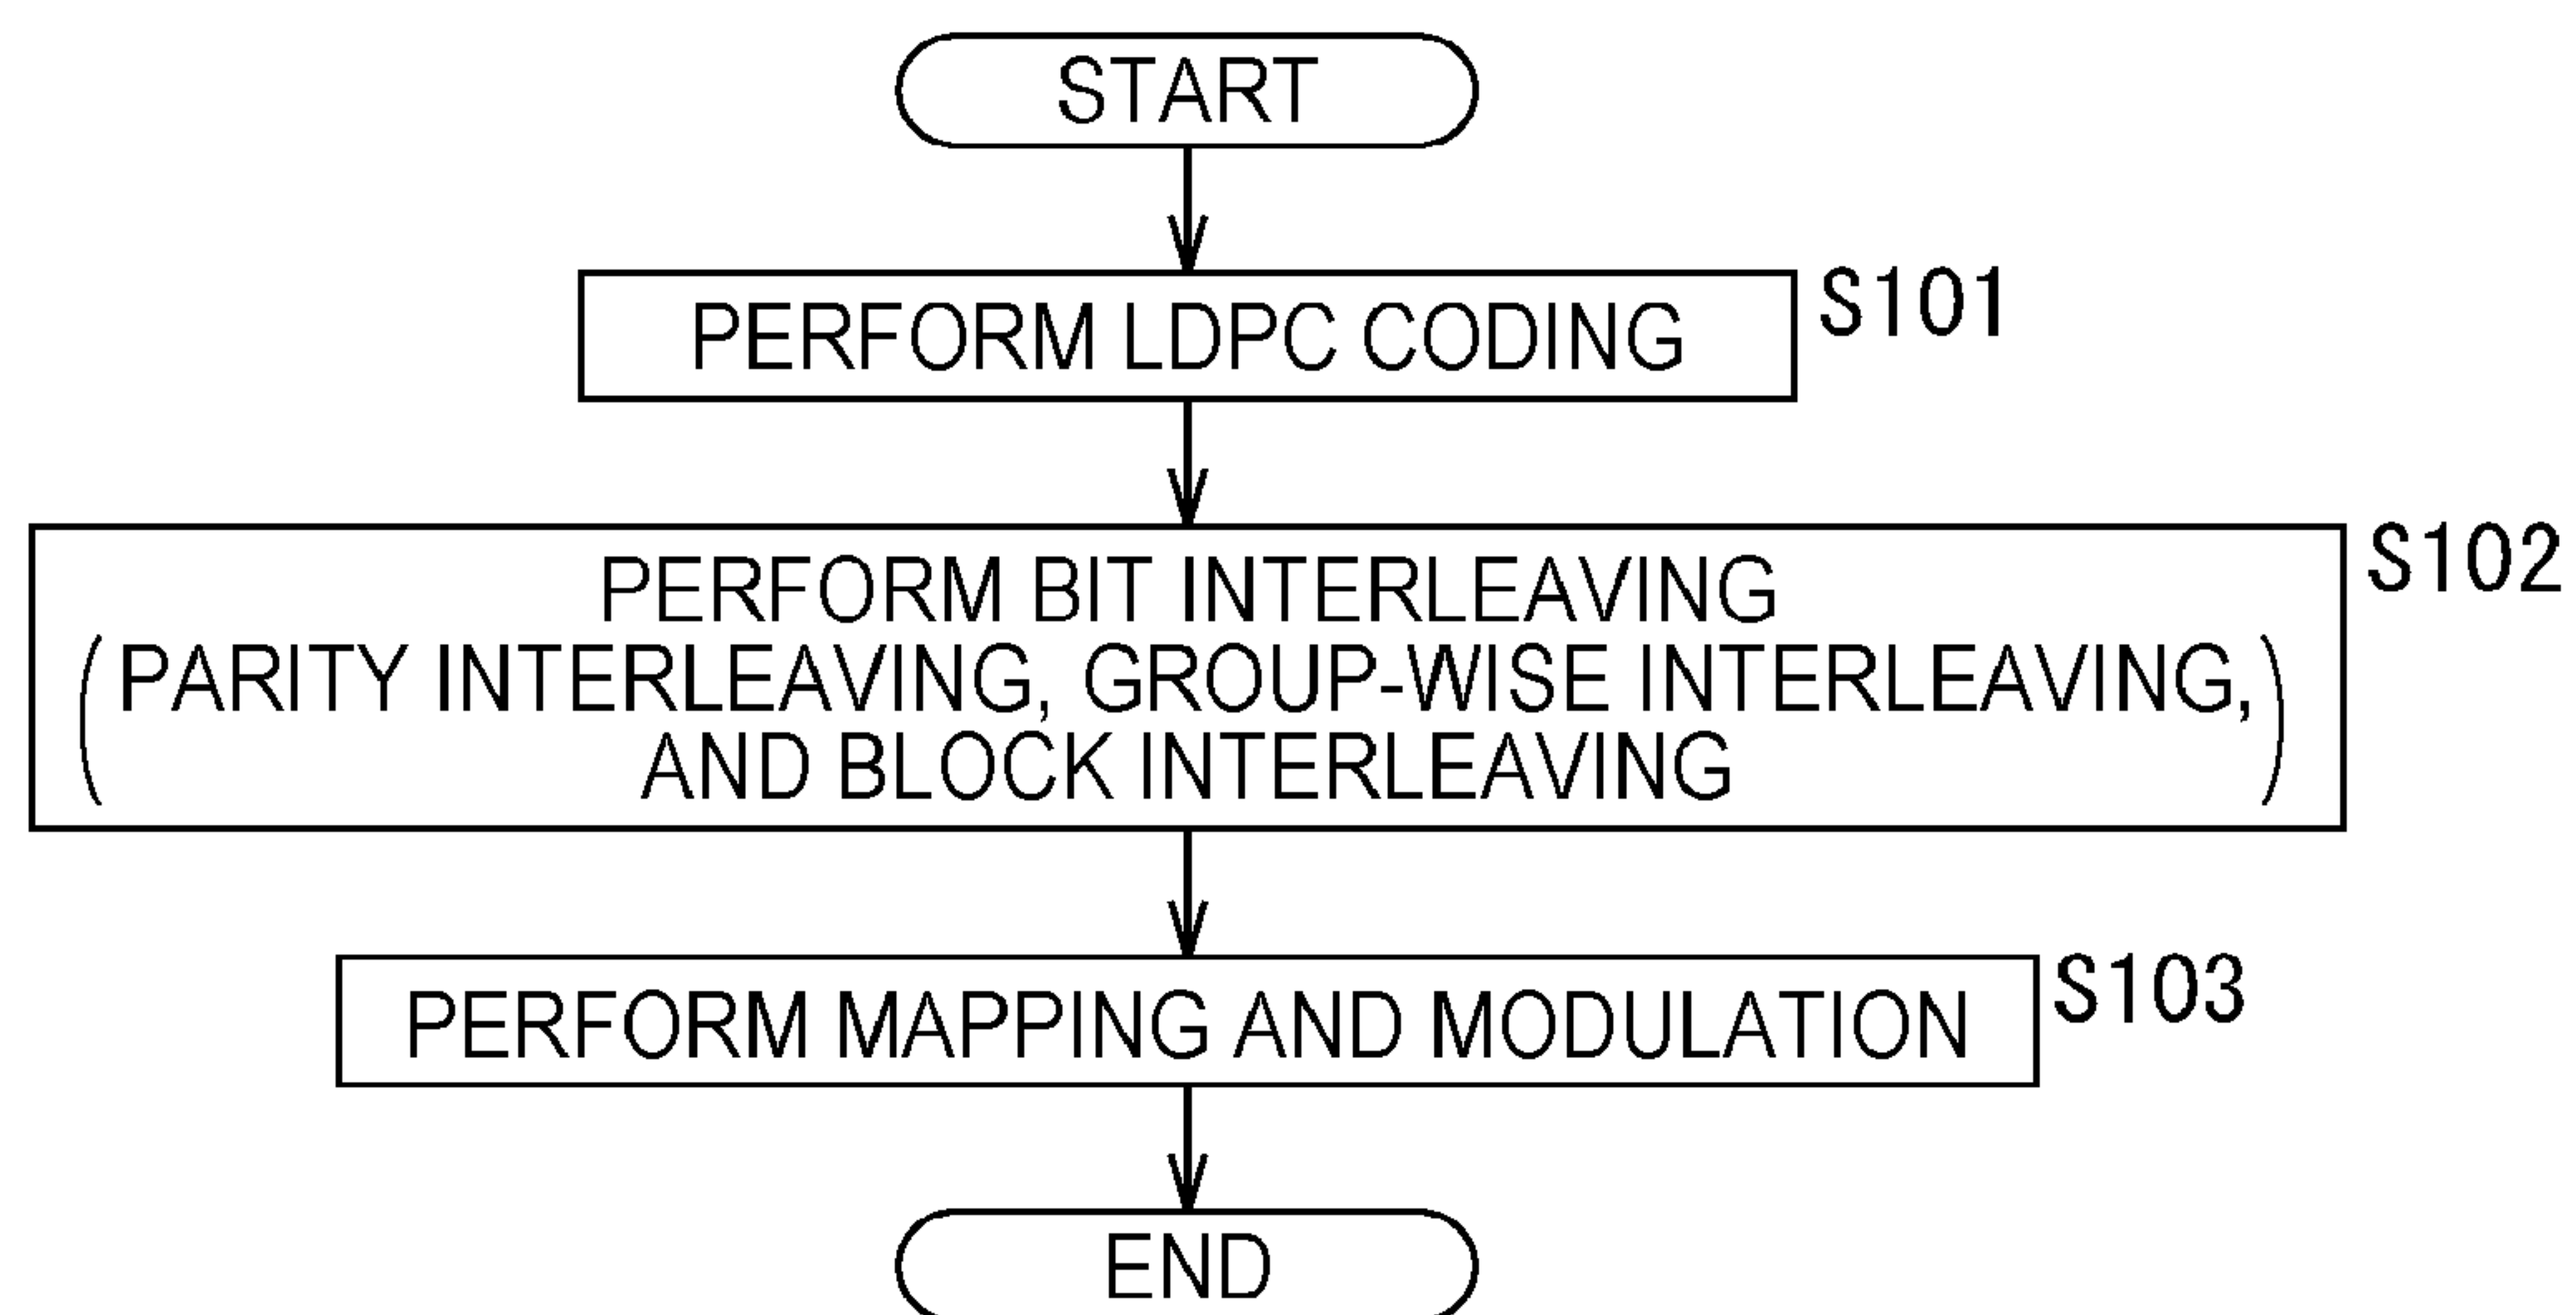 START
PERFORM LDPC CODING
S101
PERFORM BIT INTERLEAVING
S102
(PARITY INTERLEAVING, GROUP-WISE INTERLEAVING,
AND BLOCK INTERLEAVING)
PERFORM MAPPING AND MODULATION
S103
END